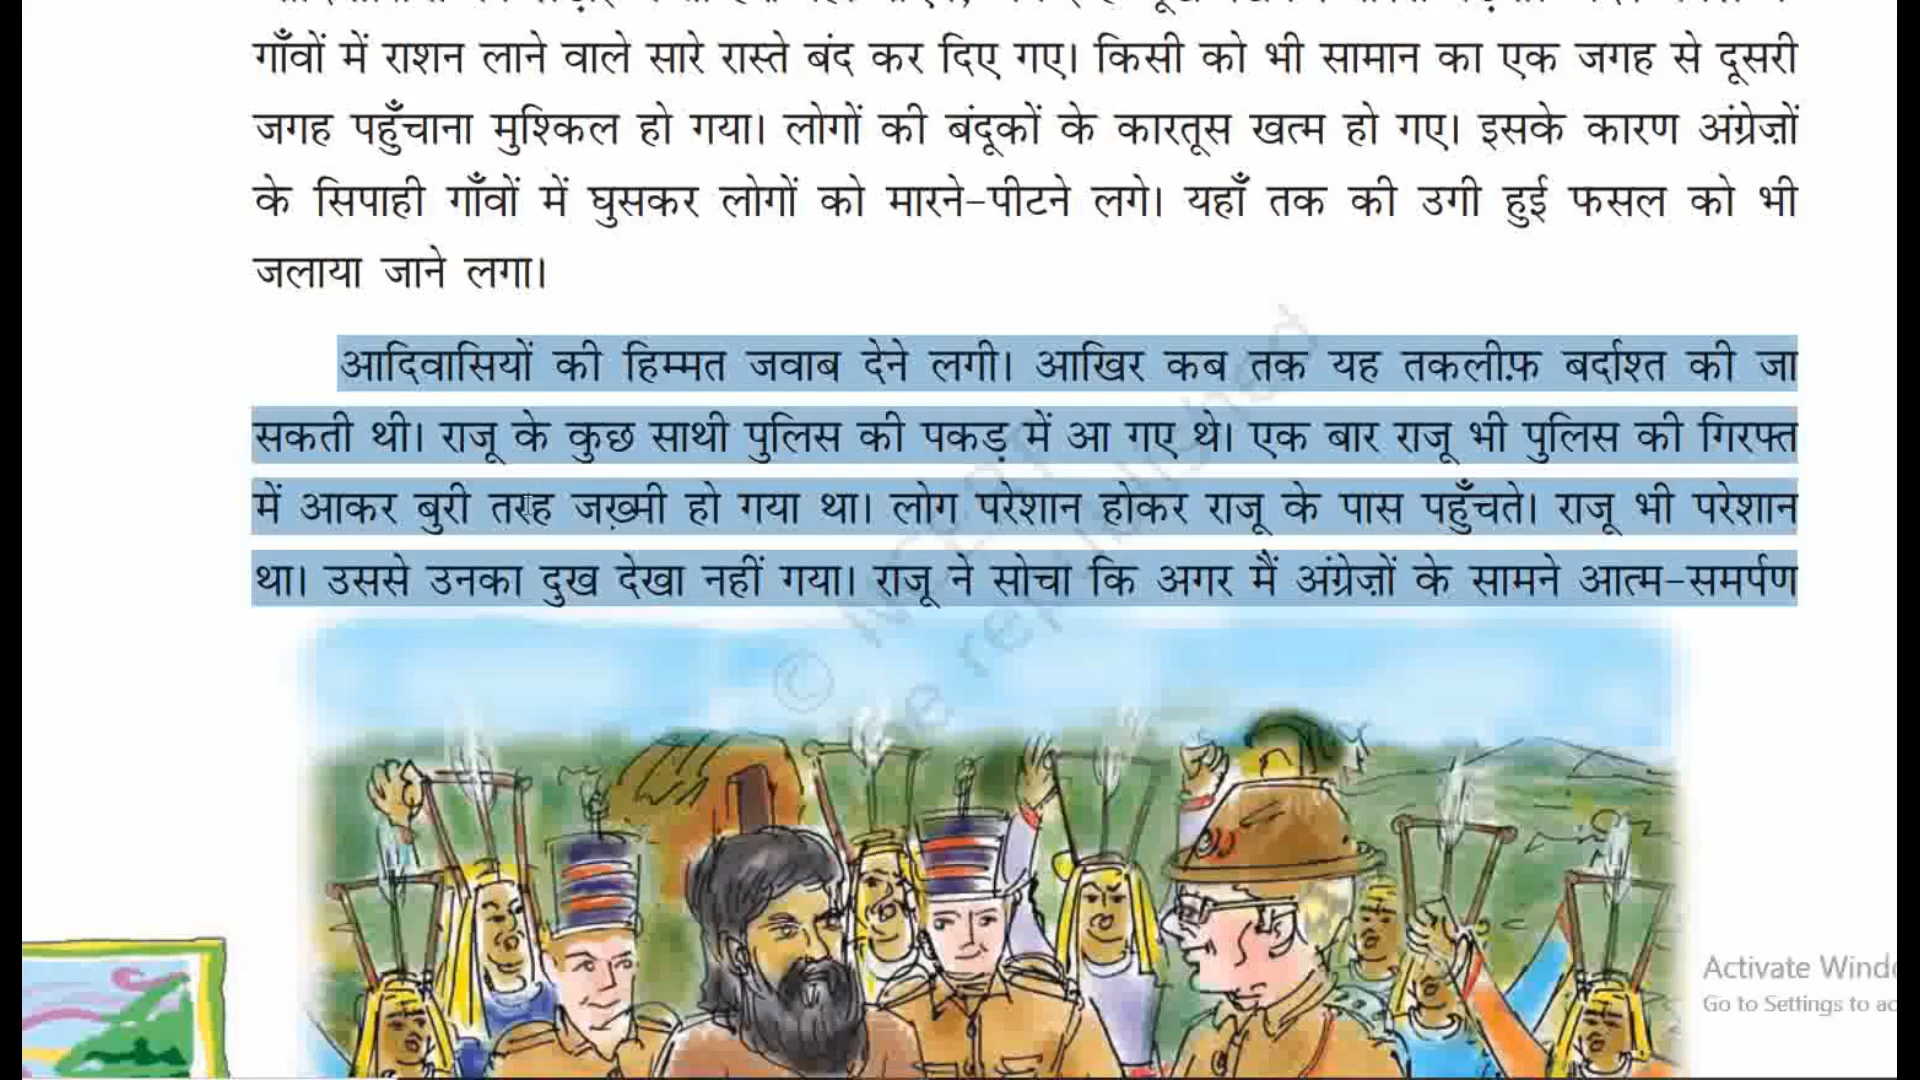 गाँवों में राशन लाने वाले सारे रास्ते बंद कर दिए गए। किसी को भी सामान का एक जगह से दूसरी
जगह पहुँचाना मुश्किल हो गया। लोगों की बंदूकों के कारतूस खत्म हो गए। इसके कारण अंग्रेज़ों
के सिपाही गाँवों में घुसकर लोगों को मारने-पीटने लगे। यहाँ तक की उगी हुई फसल को भी
जलाया जाने लगा।
आदिवासियों की हिम्मत जवाब देने लगी। आखिर कब तक यह तकलीफ़ बर्दाश्त की जा
सकती थी। राजू के कुछ साथी पुलिस की पकड़ में आ गए थे। एक बार राजू भी पुलिस की गिरफ्त
में आकर बुरी तरह जख़्मी हो गया था। लोग परेशान होकर राजू के पास पहुँचते। राजू भी परेशान
था। उससे उनका दुख देखा नहीं गया। राजू ने सोचा कि अगर मैं अंग्रेज़ों के सामने आत्म-समर्पण
Activate
Go to Settings to